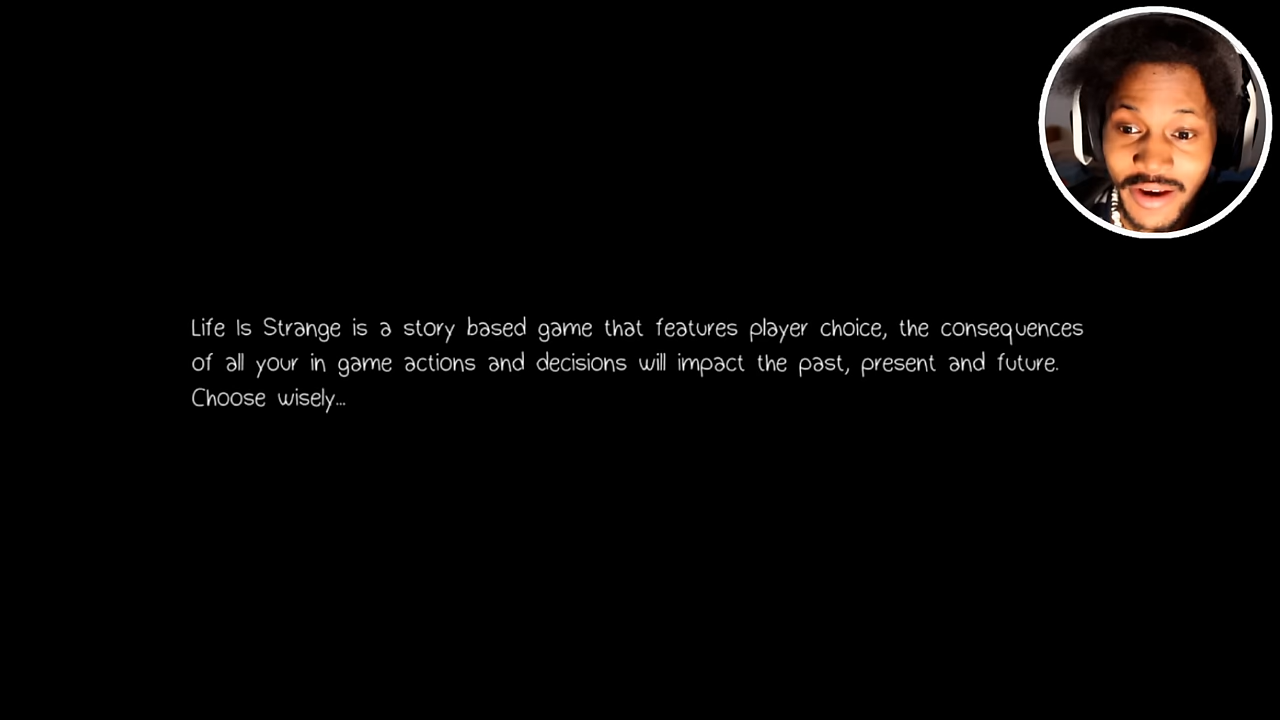 Life Is Strange is a story based game that features player choice, the consequences
of all your in game actions and decisions will impact the past, present and future.
Choose wisely...